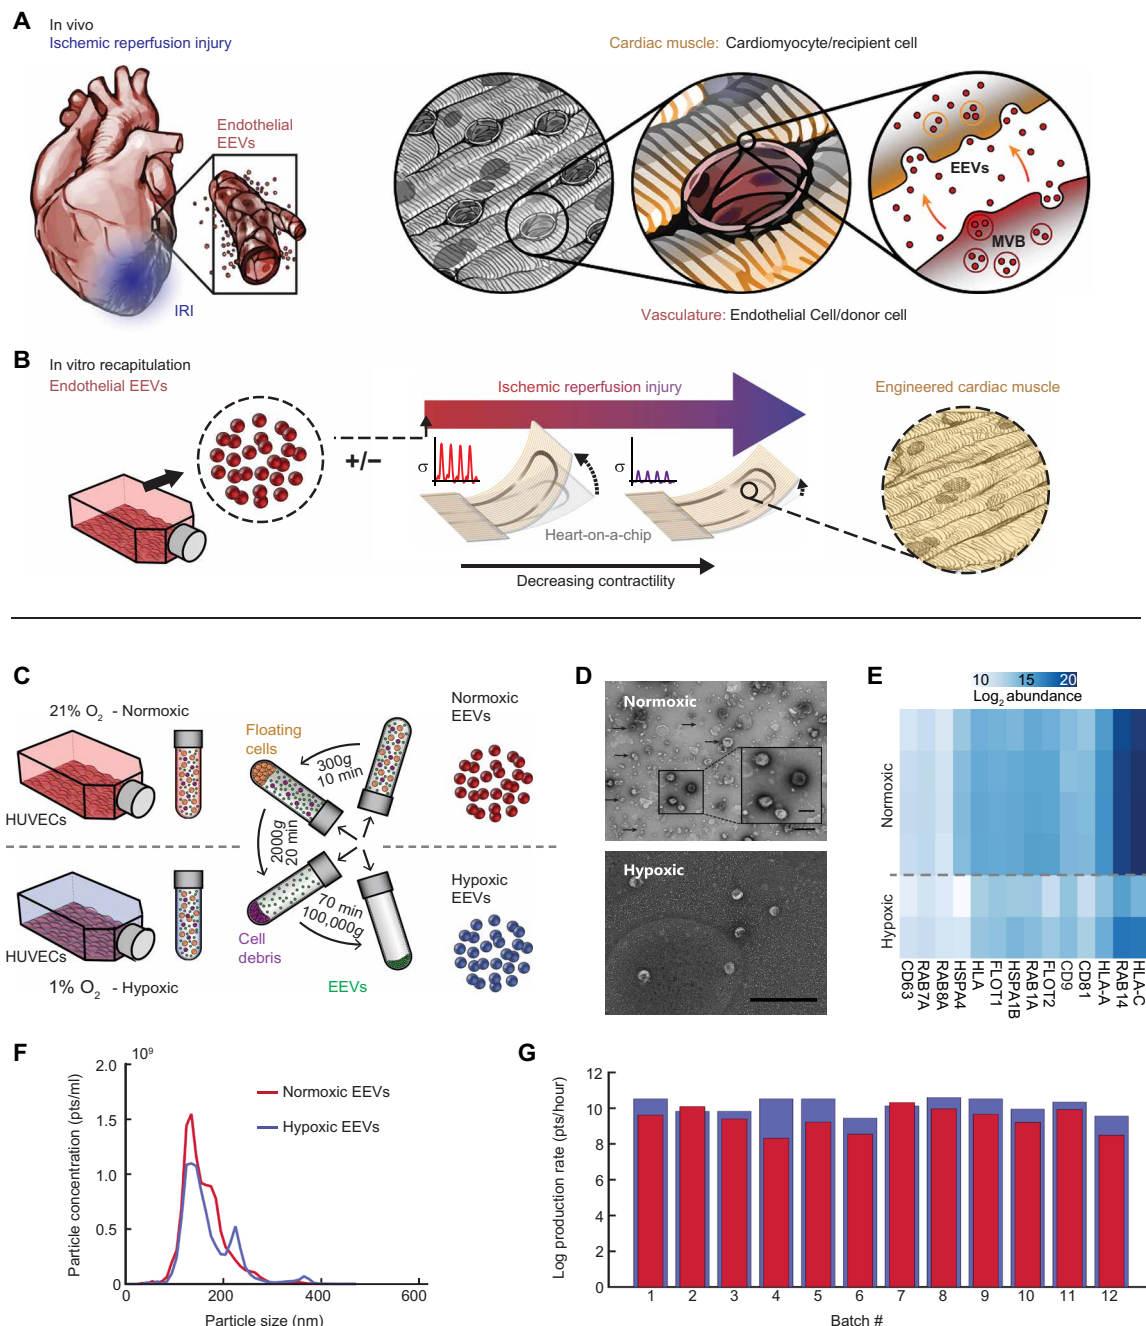 A
In vivo
Ischemic reperfusion injury
Cardiac muscle: Cardiomyocyte/recipient cell
Endothelial
EEVs
IRI
EEVs
MVB
Vasculature: Endothelial Cell/donor cell
B
In vitro recapitulation
Endothelial EEVs
+/−
Ischemic reperfusion injury
σ
σ
Heart-on-a-chip
Decreasing contractility
Engineered cardiac muscle
C
21% O2 - Normoxic
HUVECs
HUVECs
1% O2 - Hypoxic
Floating
cells
300g
10 min
2000g
20 min
70 min
100,000g
Cell
debris
EEVs
Normoxic
EEVs
Hypoxic
EEVs
D
Normoxic
Hypoxic
E
10 15 20
Log2 abundance
Normoxic
Hypoxic
CD63
RAB7A
RAB8A
HSPA4
HLA
FLOT1
HSPA1B
RAB1A
FLOT2
CD9
CD81
HLA-A
RAB14
HLA-C
F
10⁹
2.0
1.5
1.0
0.5
0
0 200 400 600
Particle concentration (pts/ml)
Particle size (nm)
Normoxic EEVs
Hypoxic EEVs
G
12
10
8
6
4
2
0
Log production rate (pts/hour)
1 2 3 4 5 6 7 8 9 10 11 12
Batch #